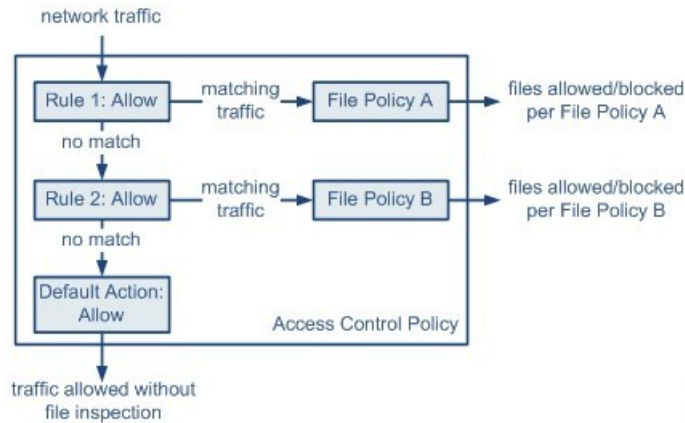 network traffic
Rule 1: Allow
matching
traffic
File Policy A
files allowed/blocked
per File Policy A
no match
Rule 2: Allow
matching
traffic
File Policy B
files allowed/blocked
per File Policy B
no match
Default Action:
Allow
Access Control Policy
traffic allowed without
file inspection